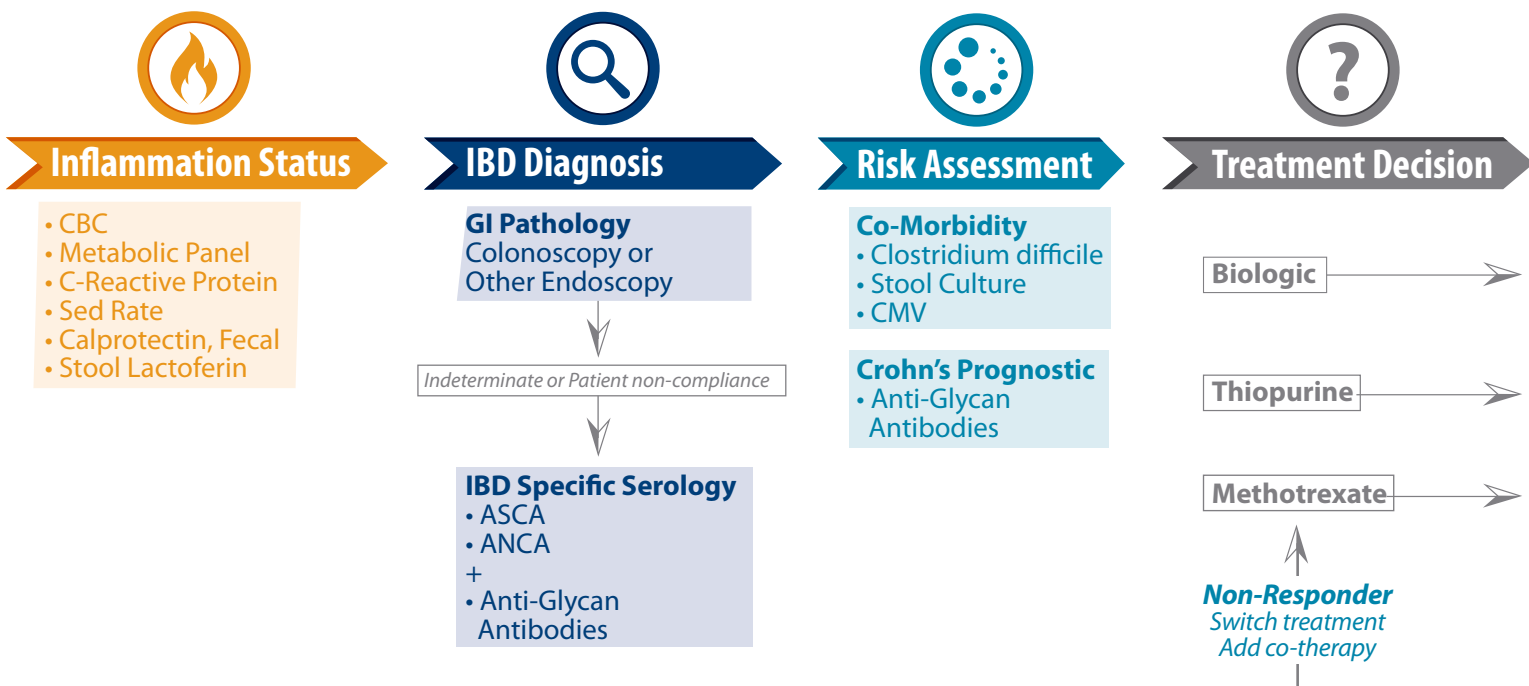 Inflammation Status
• CBC
• Metabolic Panel
• C-Reactive Protein
• Sed Rate
• Calprotectin, Fecal
• Stool Lactoferin
IBD Diagnosis
GI Pathology
Colonoscopy or
Other Endoscopy
Indeterminate or Patient non-compliance
IBD Specific Serology
• ASCA
• ANCA
+
• Anti-Glycan
Antibodies
Risk Assessment
Co-Morbidity
• Clostridium difficile
• Stool Culture
• CMV
Crohn’s Prognostic
• Anti-Glycan
Antibodies
?
Treatment Decision
Biologic
Thiopurine
Methotrexate
Non-Responder
Switch treatment
Add co-therapy